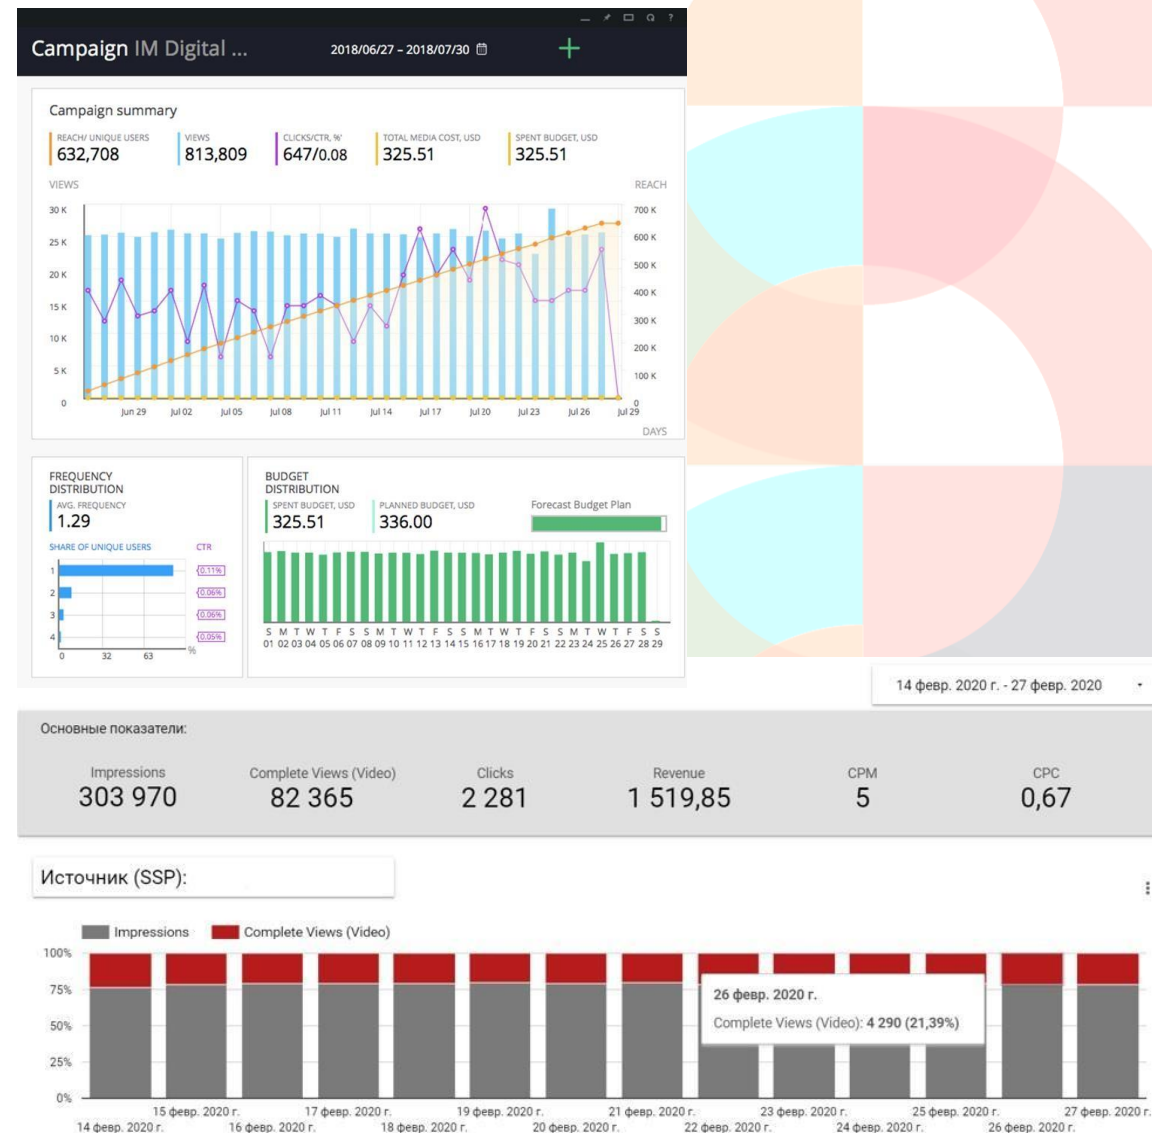 ?
Campaign IM Digital ...
2018/06/27 – 2018/07/30
Campaign summary
REACH/ UNIQUE USERS
632,708
VIEWS
813,809
CLICKS/CTR, %'
647/0.08
TOTAL MEDIA COST, USD
325.51
SPENT BUDGET, USD
325.51
VIEWS
REACH
30 K
25 K
20 K
15 K
10 K
5 K
0
700 K
600 K
500 K
400 K
300 K
200 K
100 K
0
Jun 29 Jul 02 Jul 05 Jul 08 Jul 11 Jul 14 Jul 17 Jul 20 Jul 23 Jul 26 Jul 29
DAYS
FREQUENCY
DISTRIBUTION
AVG. FREQUENCY
1.29
SHARE OF UNIQUE USERS CTR
1 0.11%
2 0.06%
3 0.06%
4 0.05%
0 32 63 %
BUDGET
DISTRIBUTION
SPENT BUDGET, USD
325.51
PLANNED BUDGET, USD
336.00
Forecast Budget Plan
S M T W T F S S M T W T F S S M T W T F S S M T W T F S S
01 02 03 04 05 06 07 08 09 10 11 12 13 14 15 16 17 18 19 20 21 22 23 24 25 26 27 28 29
14 февр. 2020 г. - 27 февр. 2020
Основные показатели:
Impressions
303 970
Complete Views (Video)
82 365
Clicks
2 281
Revenue
1 519,85
CPM
5
CPC
0,67
Источник (SSP):
Impressions Complete Views (Video)
100%
75%
50%
25%
0%
26 февр. 2020 г.
Complete Views (Video): 4 290 (21,39%)
15 февр. 2020 г. 17 февр. 2020 г. 19 февр. 2020 г. 21 февр. 2020 г. 23 февр. 2020 г. 25 февр. 2020 г. 27 февр. 2020 г.
14 февр. 2020 г. 16 февр. 2020 г. 18 февр. 2020 г. 20 февр. 2020 г. 22 февр. 2020 г. 24 февр. 2020 г. 26 февр. 2020 г.